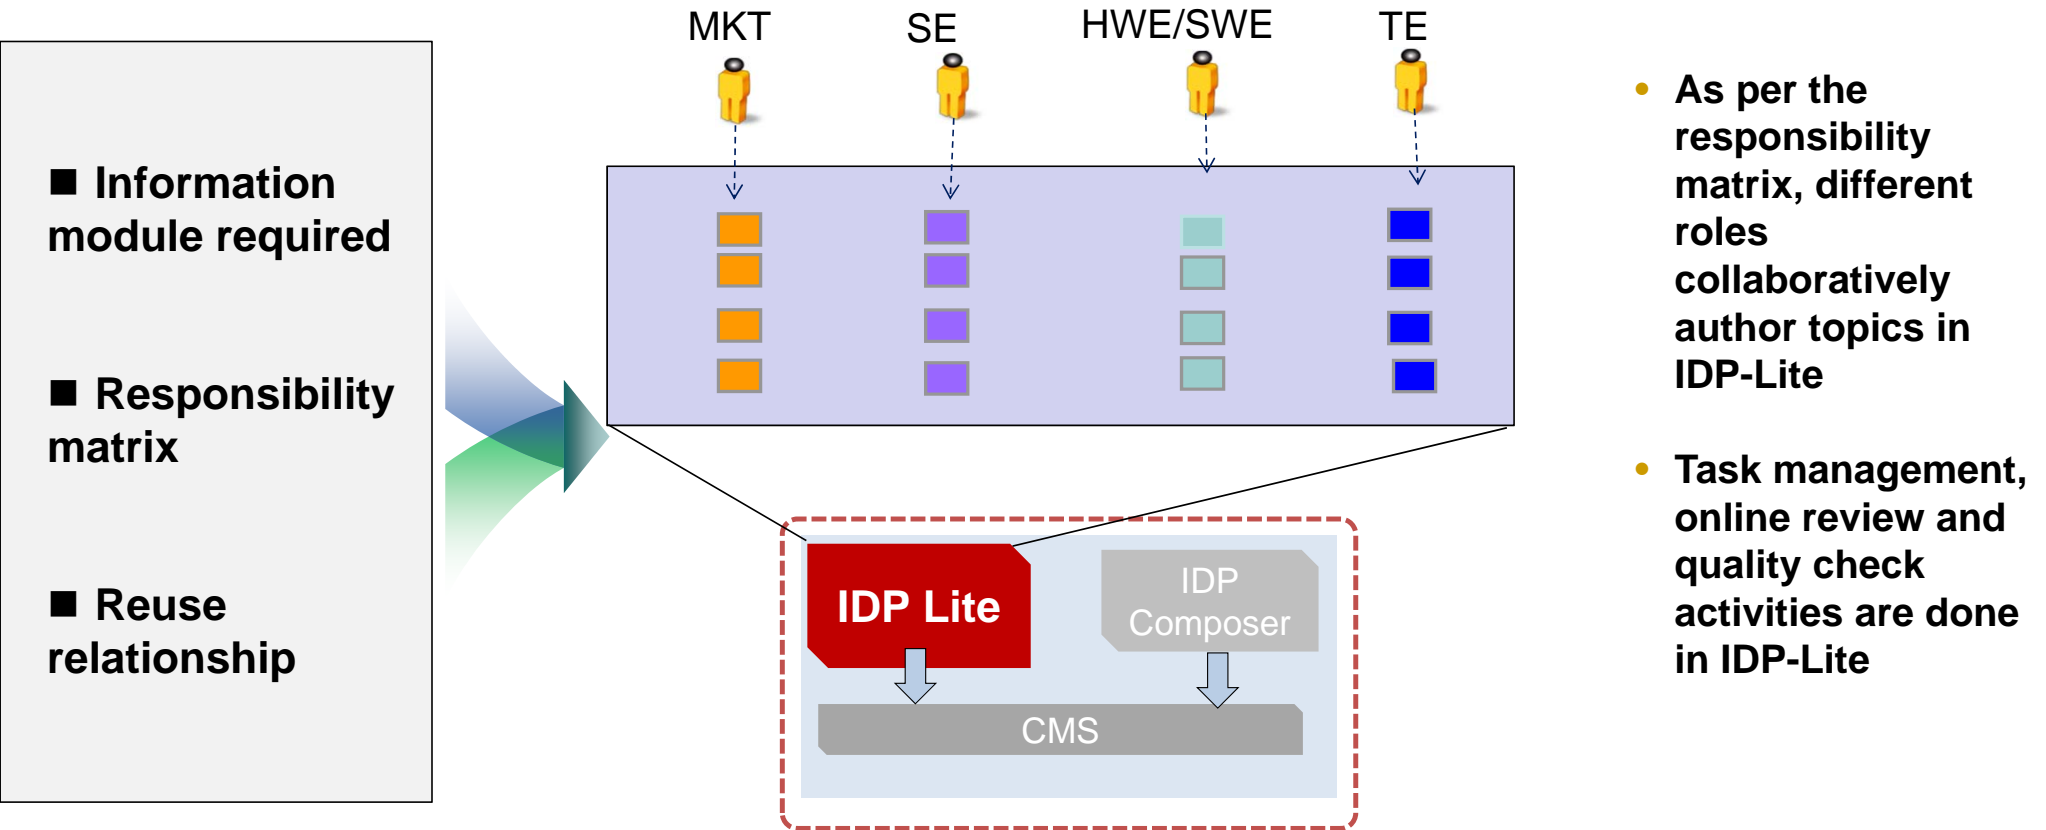 ■ Information
module required
■ Responsibility
matrix
■ Reuse
relationship
MKT
SE
HWE/SWE
TE
IDP Lite
IDP
Composer
CMS
• As per the
responsibility
matrix, different
roles
collaboratively
author topics in
IDP-Lite
• Task management,
online review and
quality check
activities are done
in IDP-Lite